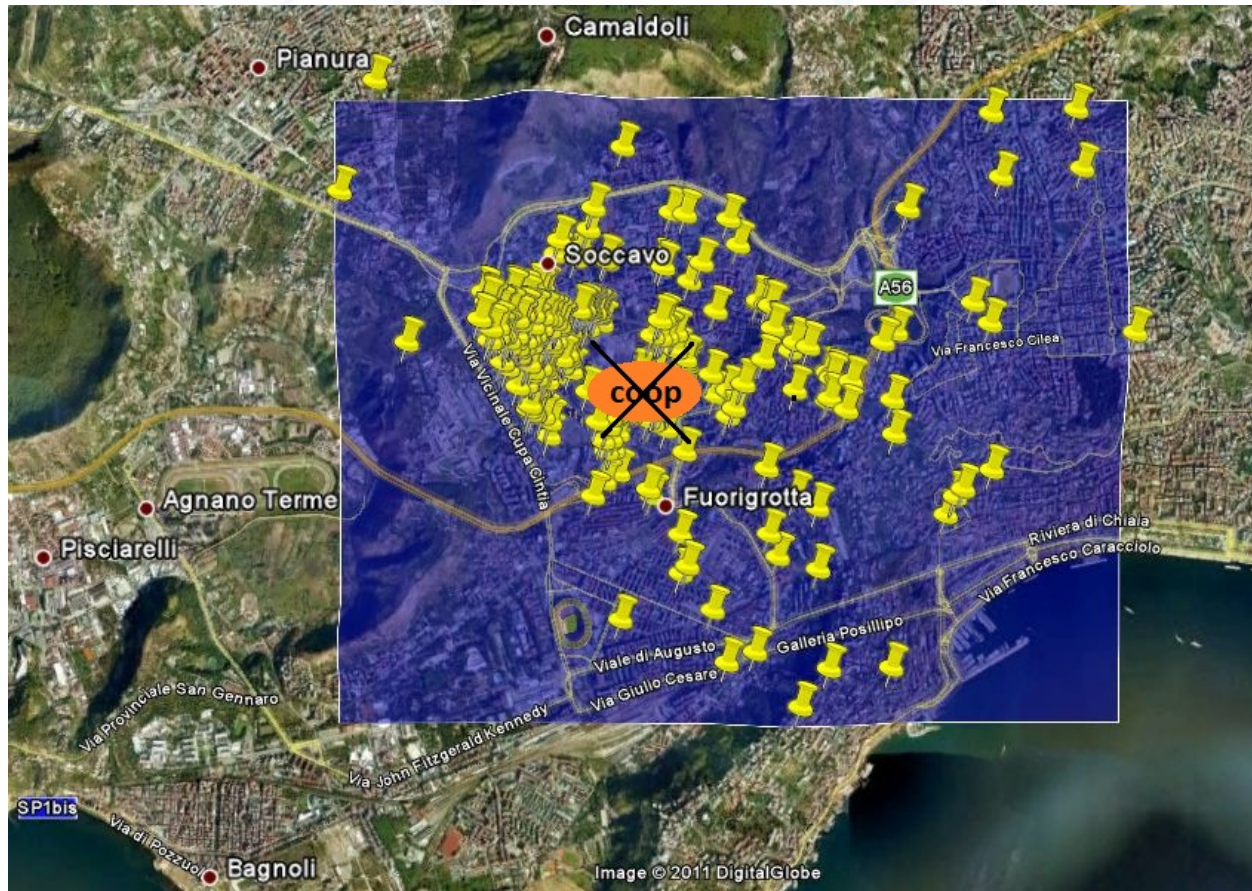 Camaldoli
Pianura
Soccavo
A56
Via Francesco Cilea
Via Vicinale Cupa Cintia
coop
Agnano Terme
Fuorigrotta
Pisciarelli
Riviera di Chiaia
Via Francesco Caracciolo
Galleria Posillipo
Viale di Augusto
Via Giulio Cesare
Via Provinciale San Gennaro
Via John Fitzgerald Kennedy
SP1bis
Via di Pozzuoli
Bagnoli
Image © 2011 DigitalGlobe